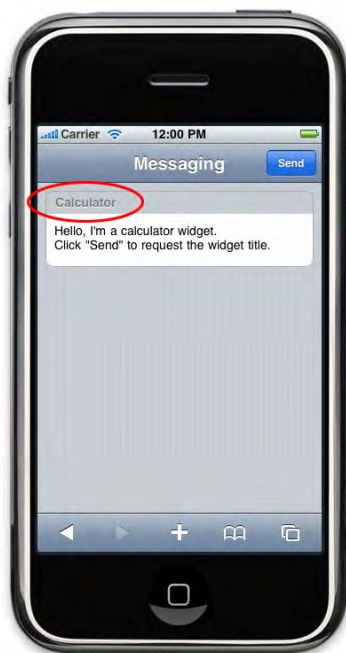 Carrier 12:00 PM
Messaging Send
Calculator
Hello, I'm a calculator widget.
Click "Send" to request the widget title.